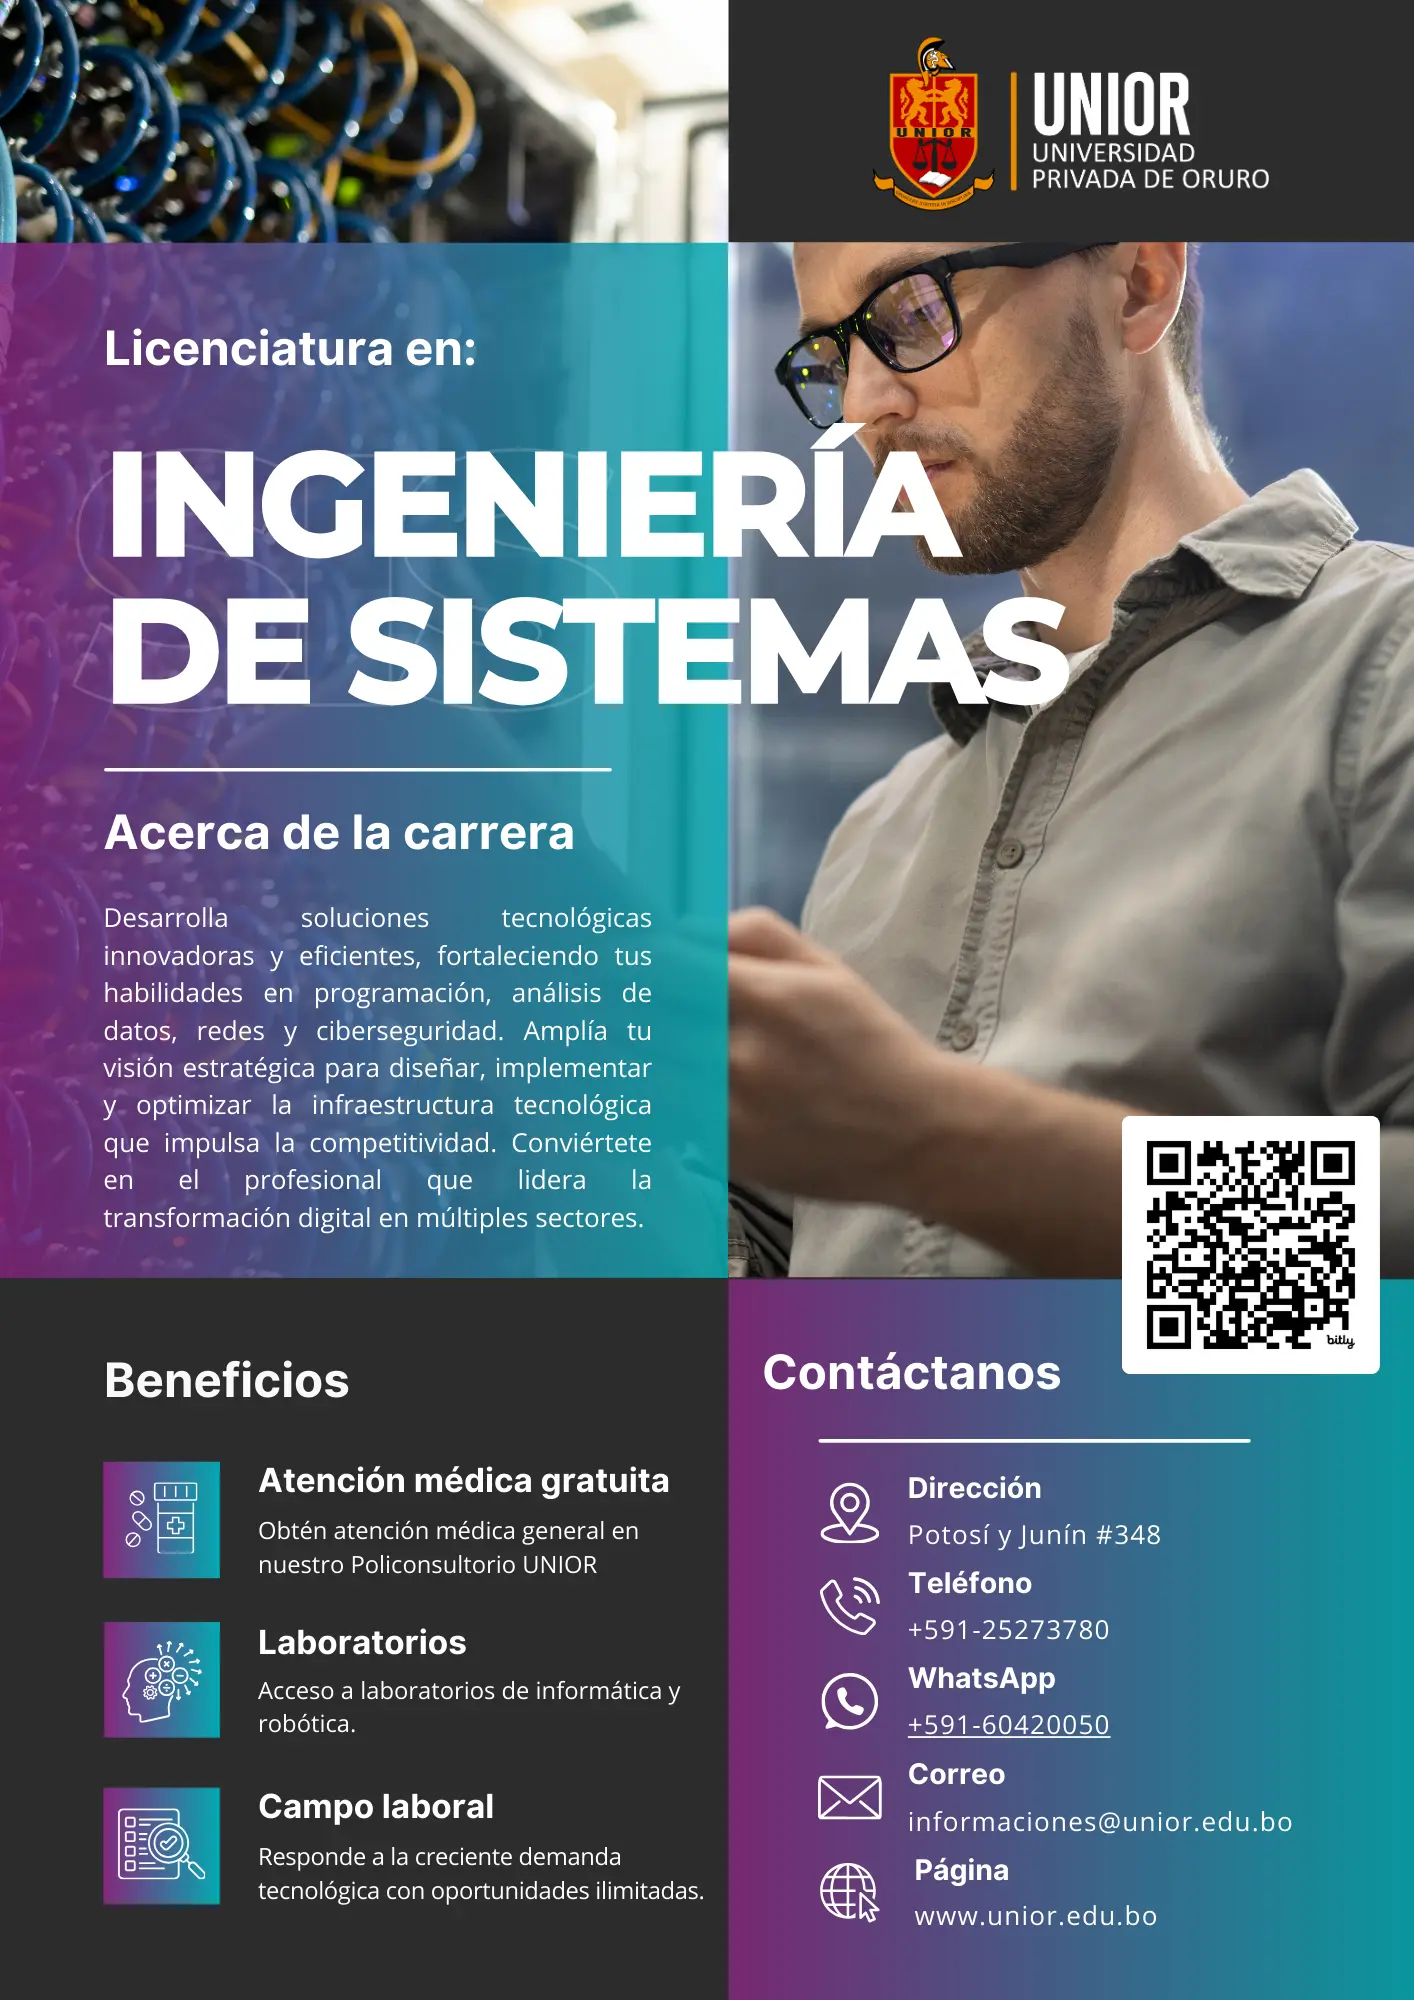 UNIOR
UNIOR
UNIVERSIDAD
PRIVADA DE ORURO
Licenciatura en:
INGENIERÍA
DE SISTEMAS
Acerca de la carrera
Desarrolla soluciones tecnológicas
innovadoras y eficientes, fortaleciendo tus
habilidades en programación, análisis de
datos, redes y ciberseguridad. Amplía tu
visión estratégica para diseñar, implementar
y optimizar la infraestructura tecnológica
que impulsa la competitividad. Conviértete
en el profesional que lidera la
transformación digital en múltiples sectores.
bitly
Beneficios
Atención médica gratuita
Obtén atención médica general en
nuestro Policonsultorio UNIOR
Laboratorios
Acceso a laboratorios de informática y
robótica.
Campo laboral
Responde a la creciente demanda
tecnológica con oportunidades ilimitadas.
Contáctanos
Dirección
Potosí y Junín #348
Teléfono
+591-25273780
WhatsApp
+591-60420050
Correo
informaciones@unior.edu.bo
Página
www.unior.edu.bo